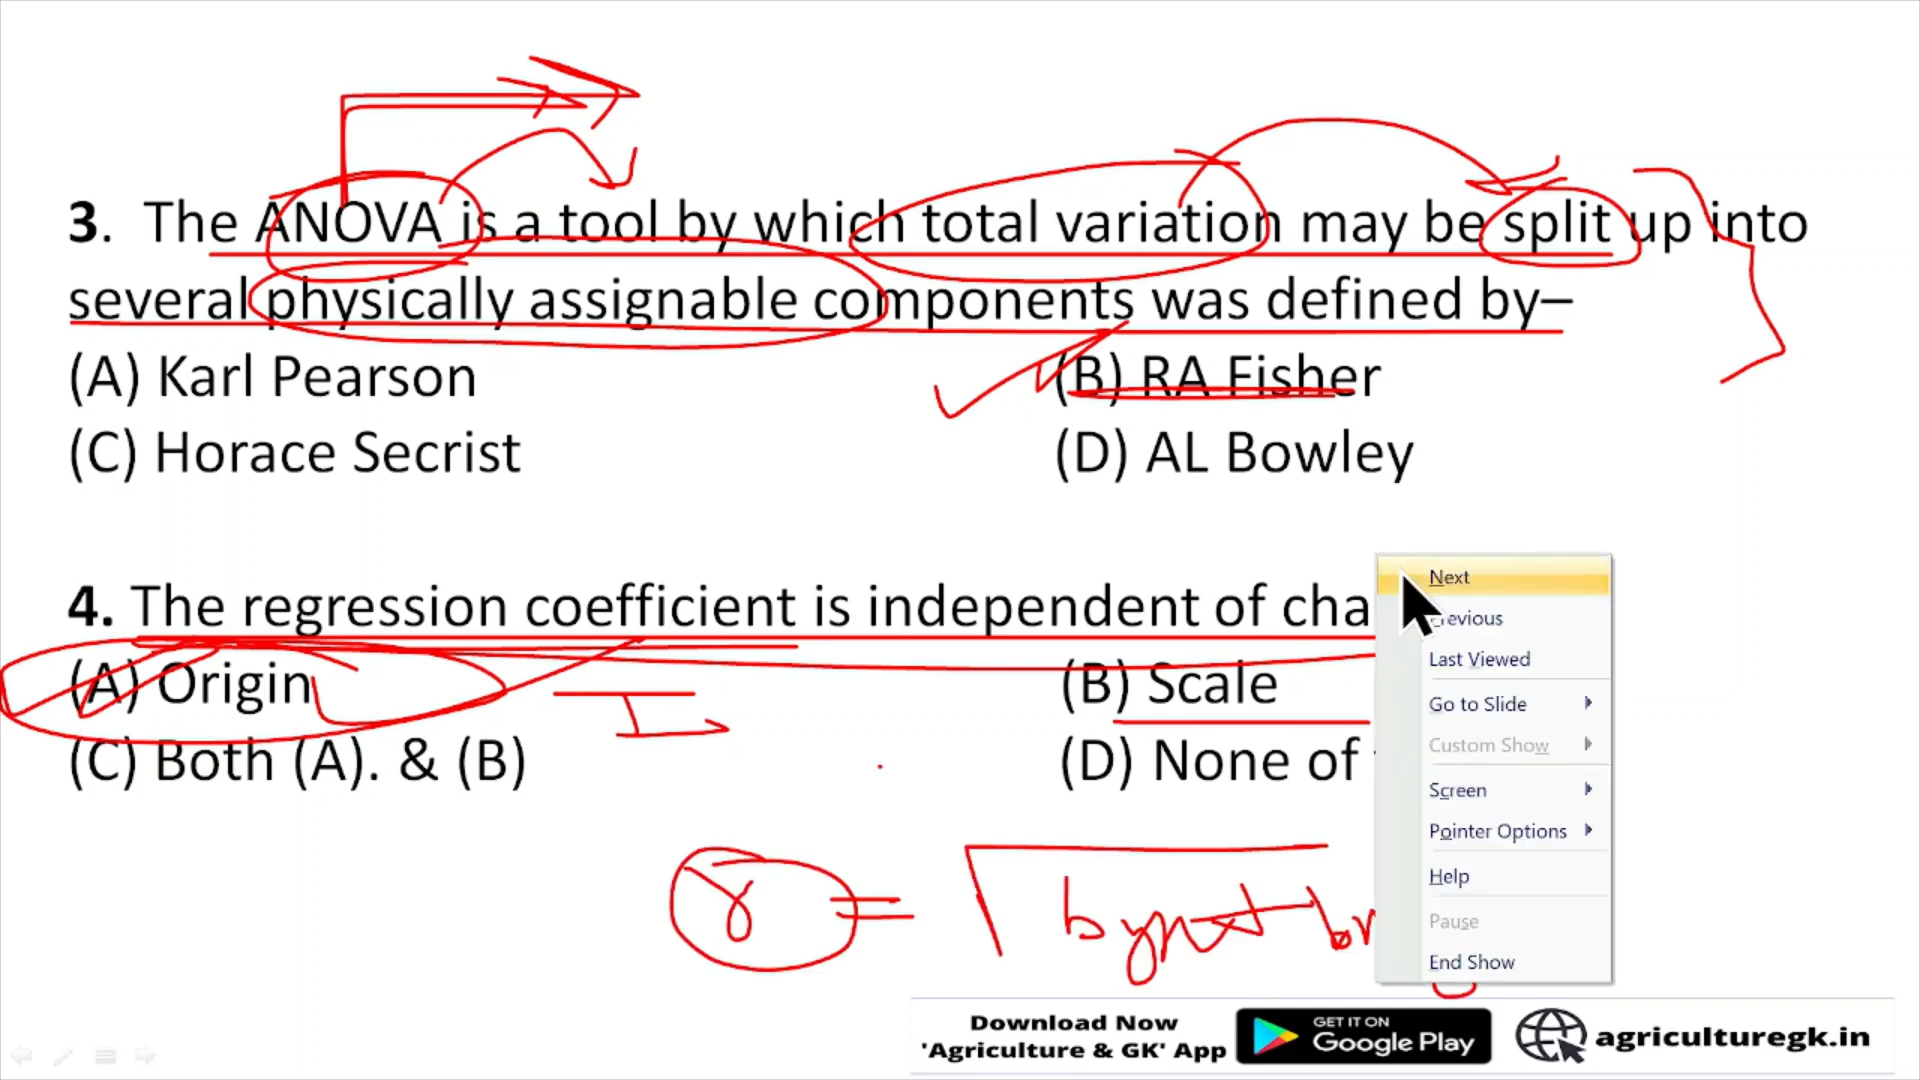 3. The ANOVA is a tool by which total variation may be split up into
several physically assignable components was defined by–
(A) Karl Pearson (B) RA Fisher
(C) Horace Secrist (D) AL Bowley
4. The regression coefficient is independent of cha
(A) Origin (B) Scale
(C) Both (A). & (B) (D) None of
Next
Previous
Last Viewed
Go to Slide
Custom Show
Screen
Pointer Options
Help
Pause
End Show
Download Now
'Agriculture & GK' App
GET IT ON
Google Play
agriculturegk.in